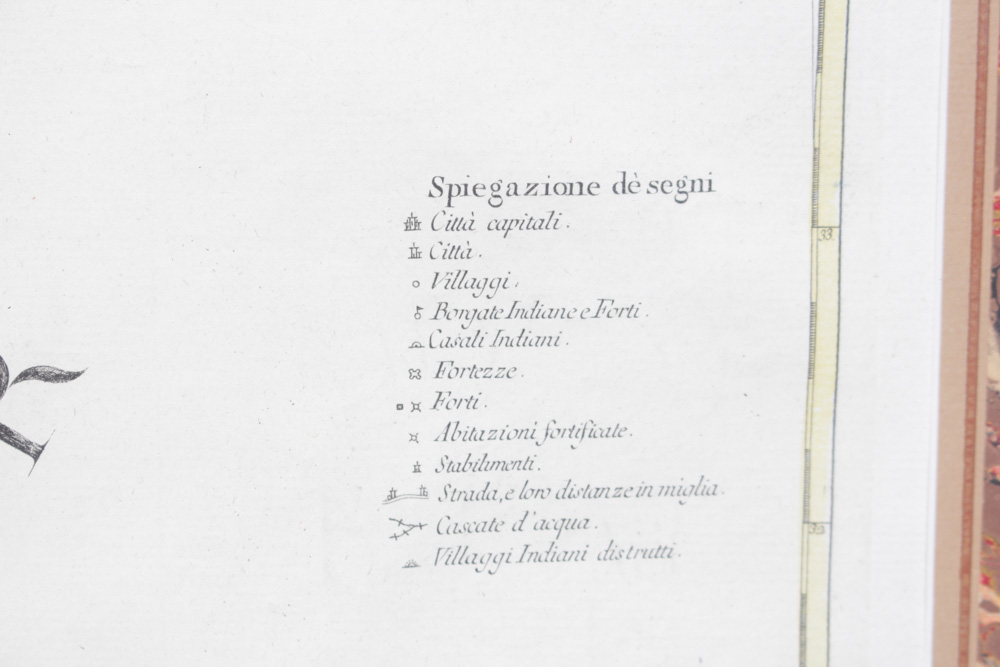 Spiegazione dè segni
Città capitali.
Città.
Villaggi.
Borgate Indiane e Forti.
Casali Indiani.
Fortezze.
Forti.
Abitazioni fortificate.
Stabilimenti.
Strada, e loro distanze in miglia.
Cascate d'acqua.
Villaggi Indiani distrutti.
33.